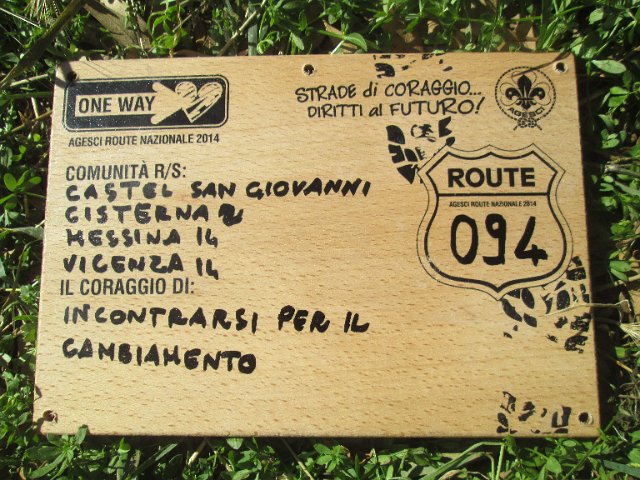 ONE WAY
AGESCI ROUTE NAZIONALE 2014
STRADE di CORAGGIO...
DIRITTI al FUTURO!
AGESCI
COMUNITÀ R/S:
CASTEL SAN GIOVANNI
CISTERNA 2
MESSINA 14
VICENZA 14
IL CORAGGIO DI:
INCONTRARSI PER IL
CAMBIAMENTO
ROUTE
AGESCI ROUTE NAZIONALE 2014
094